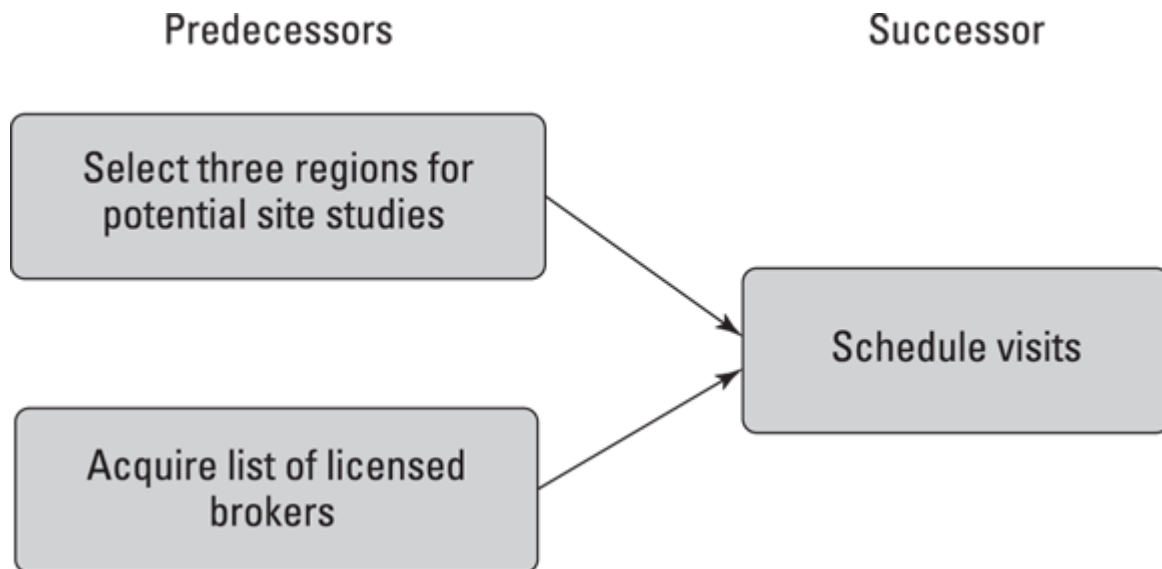 Predecessors
Successor
Select three regions for
potential site studies
Schedule visits
Acquire list of licensed
brokers